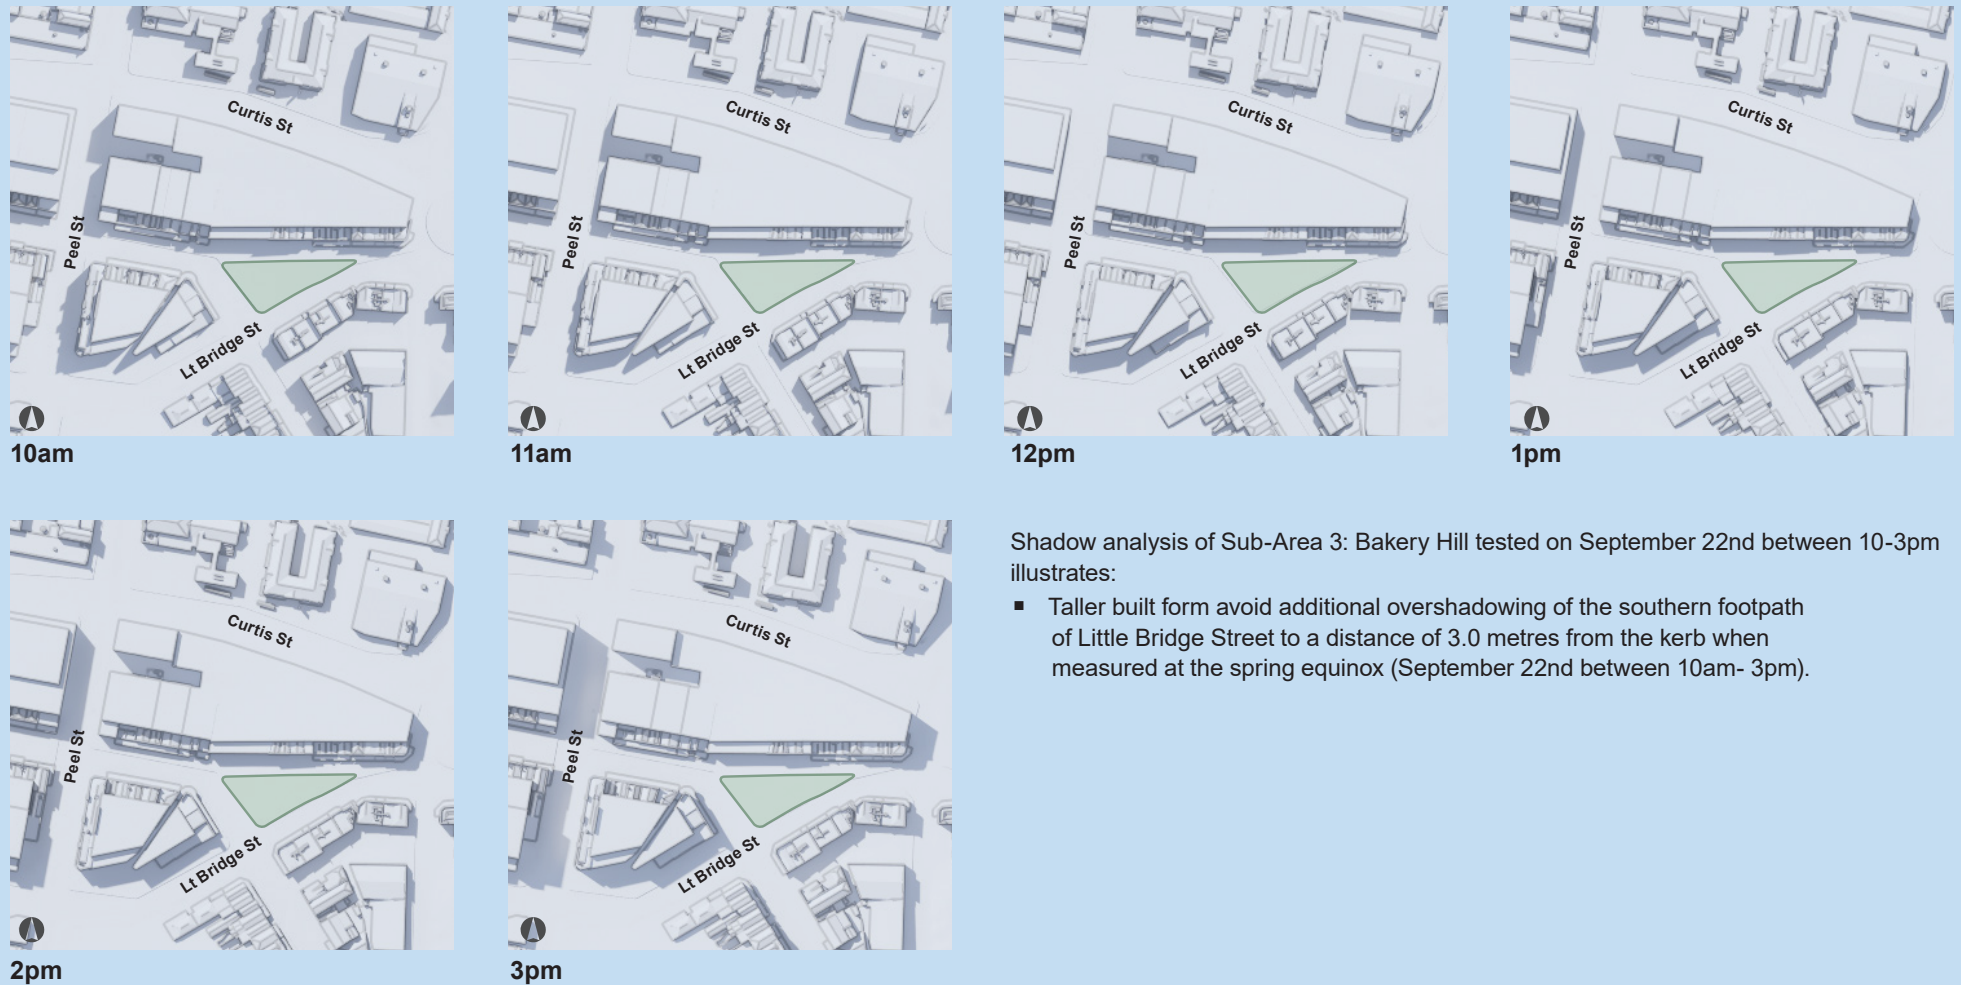 Curtis St
Peel St
Lt Bridge St
10am
Curtis St
Peel St
Lt Bridge St
11am
Curtis St
Peel St
Lt Bridge St
12pm
Curtis St
Peel St
Lt Bridge St
1pm
Curtis St
Peel St
Lt Bridge St
2pm
Curtis St
Peel St
Lt Bridge St
3pm
Shadow analysis of Sub-Area 3: Bakery Hill tested on September 22nd between 10-3pm
illustrates:
▪ Taller built form avoid additional overshadowing of the southern footpath
of Little Bridge Street to a distance of 3.0 metres from the kerb when
measured at the spring equinox (September 22nd between 10am- 3pm).